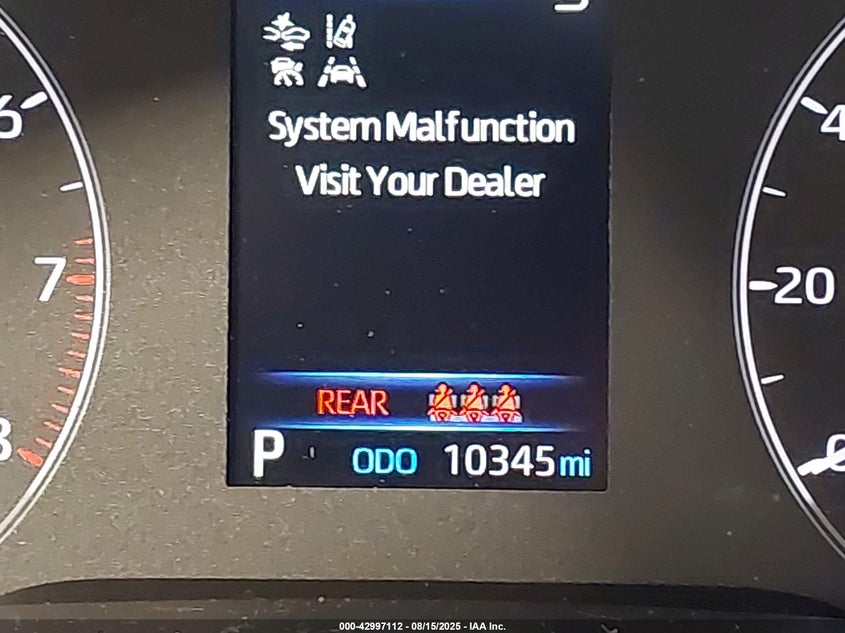 6
7
8
System Malfunction
Visit Your Dealer
REAR
P ODO 10345 mi
4
20
0
000-42997112 - 08/15/2025 - IAA Inc.